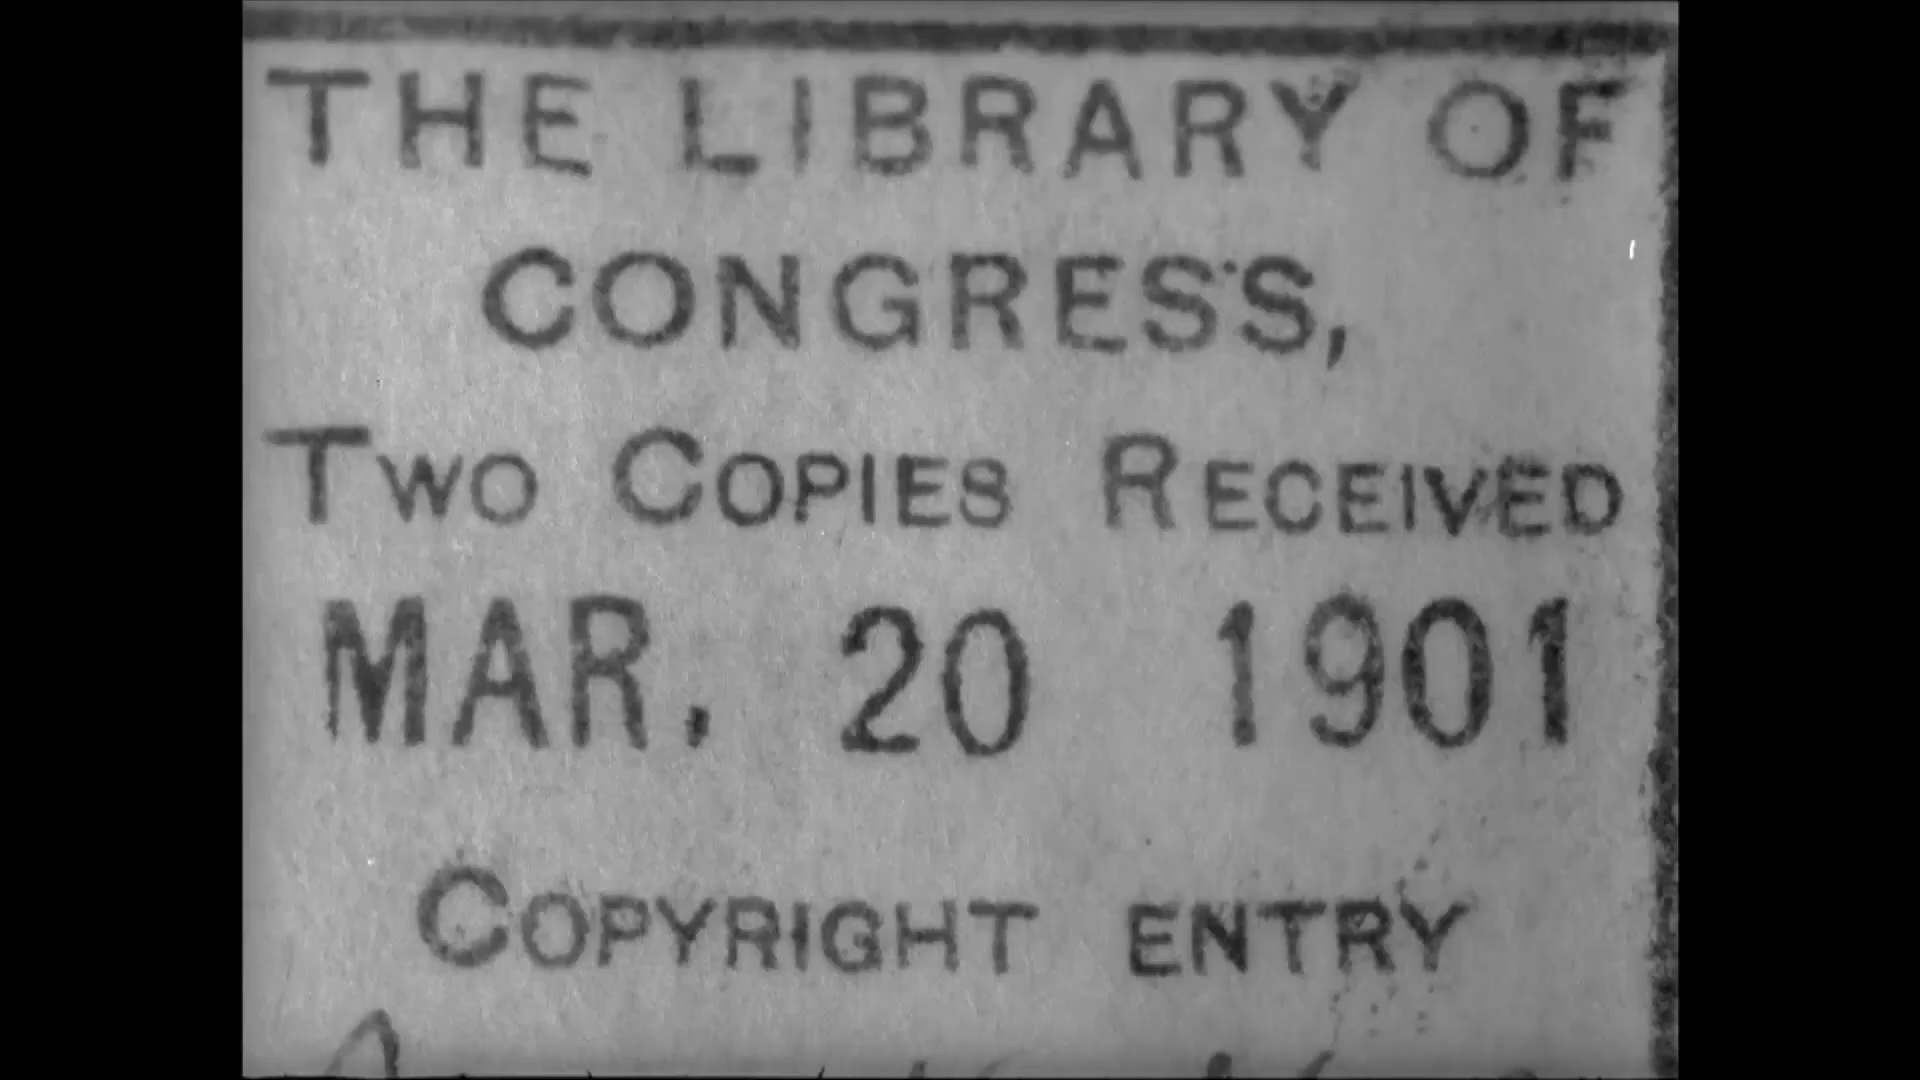 THE LIBRARY OF
CONGRESS,
TWO COPIES RECEIVED
MAR. 20 1901
COPYRIGHT ENTRY